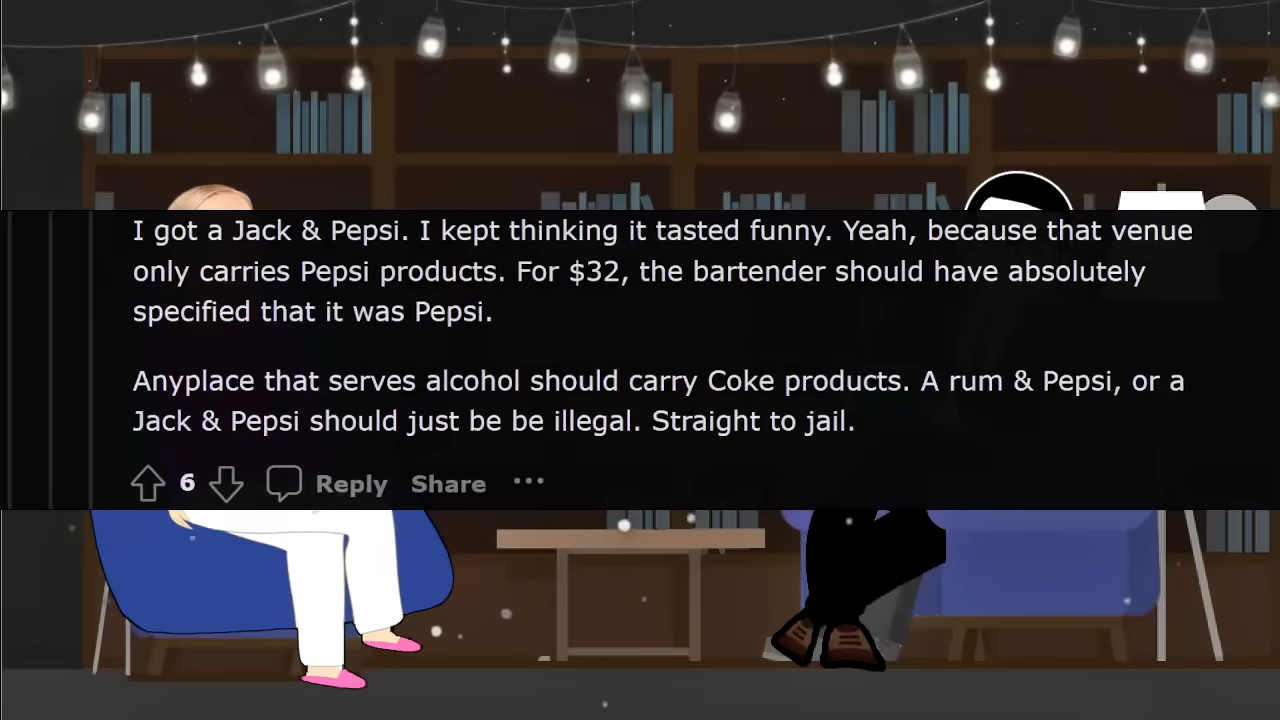 I got a Jack & Pepsi. I kept thinking it tasted funny. Yeah, because that venue
only carries Pepsi products. For $32, the bartender should have absolutely
specified that it was Pepsi.
Anyplace that serves alcohol should carry Coke products. A rum & Pepsi, or a
Jack & Pepsi should just be be illegal. Straight to jail.
6 Reply Share ...